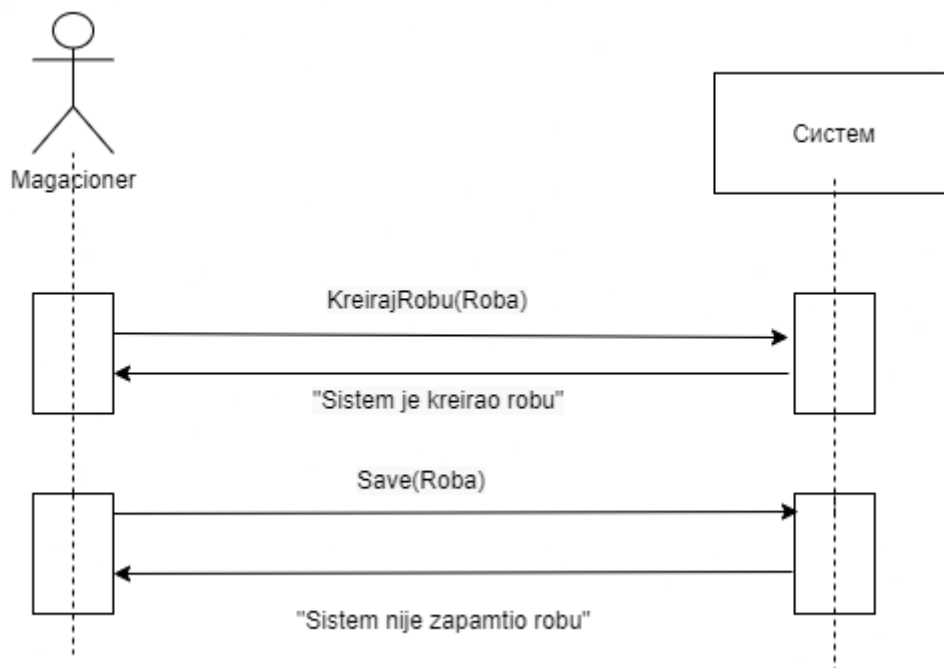 Magacioner
Систем
KreirajRobu(Roba)
"Sistem je kreirao robu"
Save(Roba)
"Sistem nije zapamtio robu"